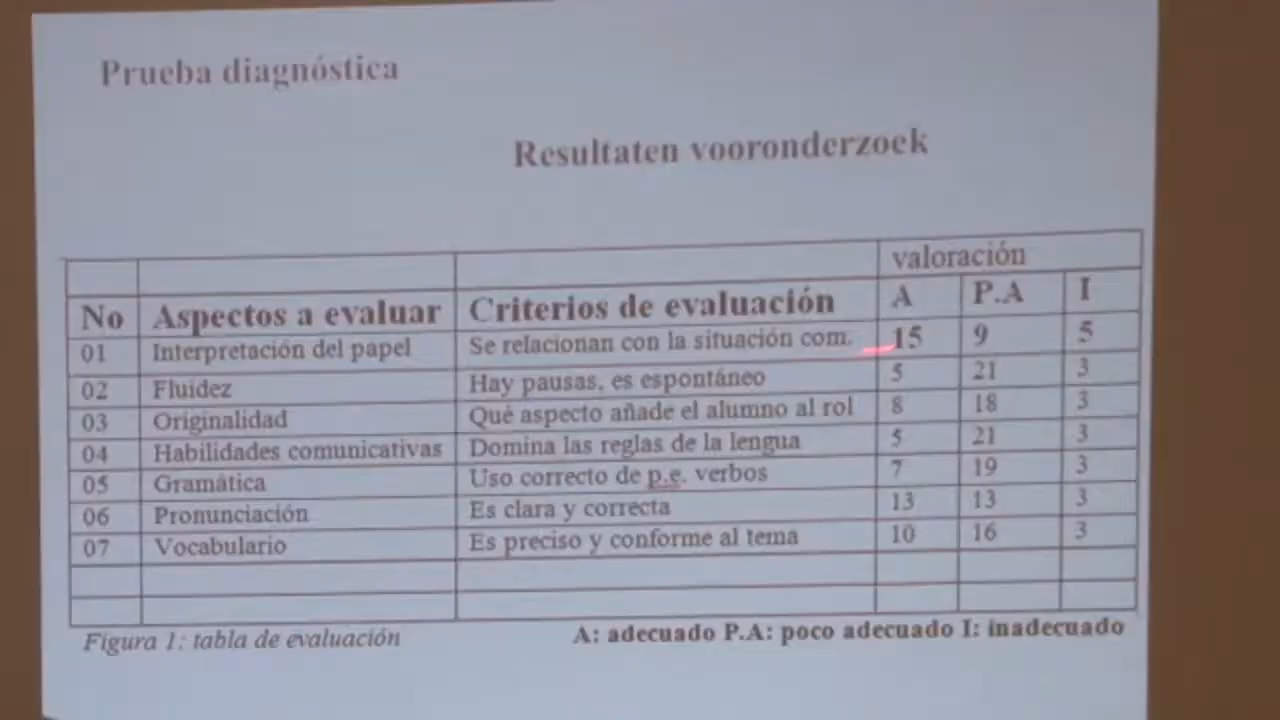 Prueba diagnóstica
Resultaten vooronderzoek
valoración
No Aspectos a evaluar Criterios de evaluación A P.A I
01 Interpretación del papel Se relacionan con la situación com. 15 9 5
02 Fluidez Hay pausas, es espontáneo 5 21 3
03 Originalidad Qué aspecto añade el alumno al rol 8 18 3
04 Habilidades comunicativas Domina las reglas de la lengua 5 21 3
05 Gramática Uso correcto de p.e. verbos 7 19 3
06 Pronunciación Es clara y correcta 13 13 3
07 Vocabulario Es preciso y conforme al tema 10 16 3
Figura 1: tabla de evaluación A: adecuado P.A: poco adecuado I: inadecuado